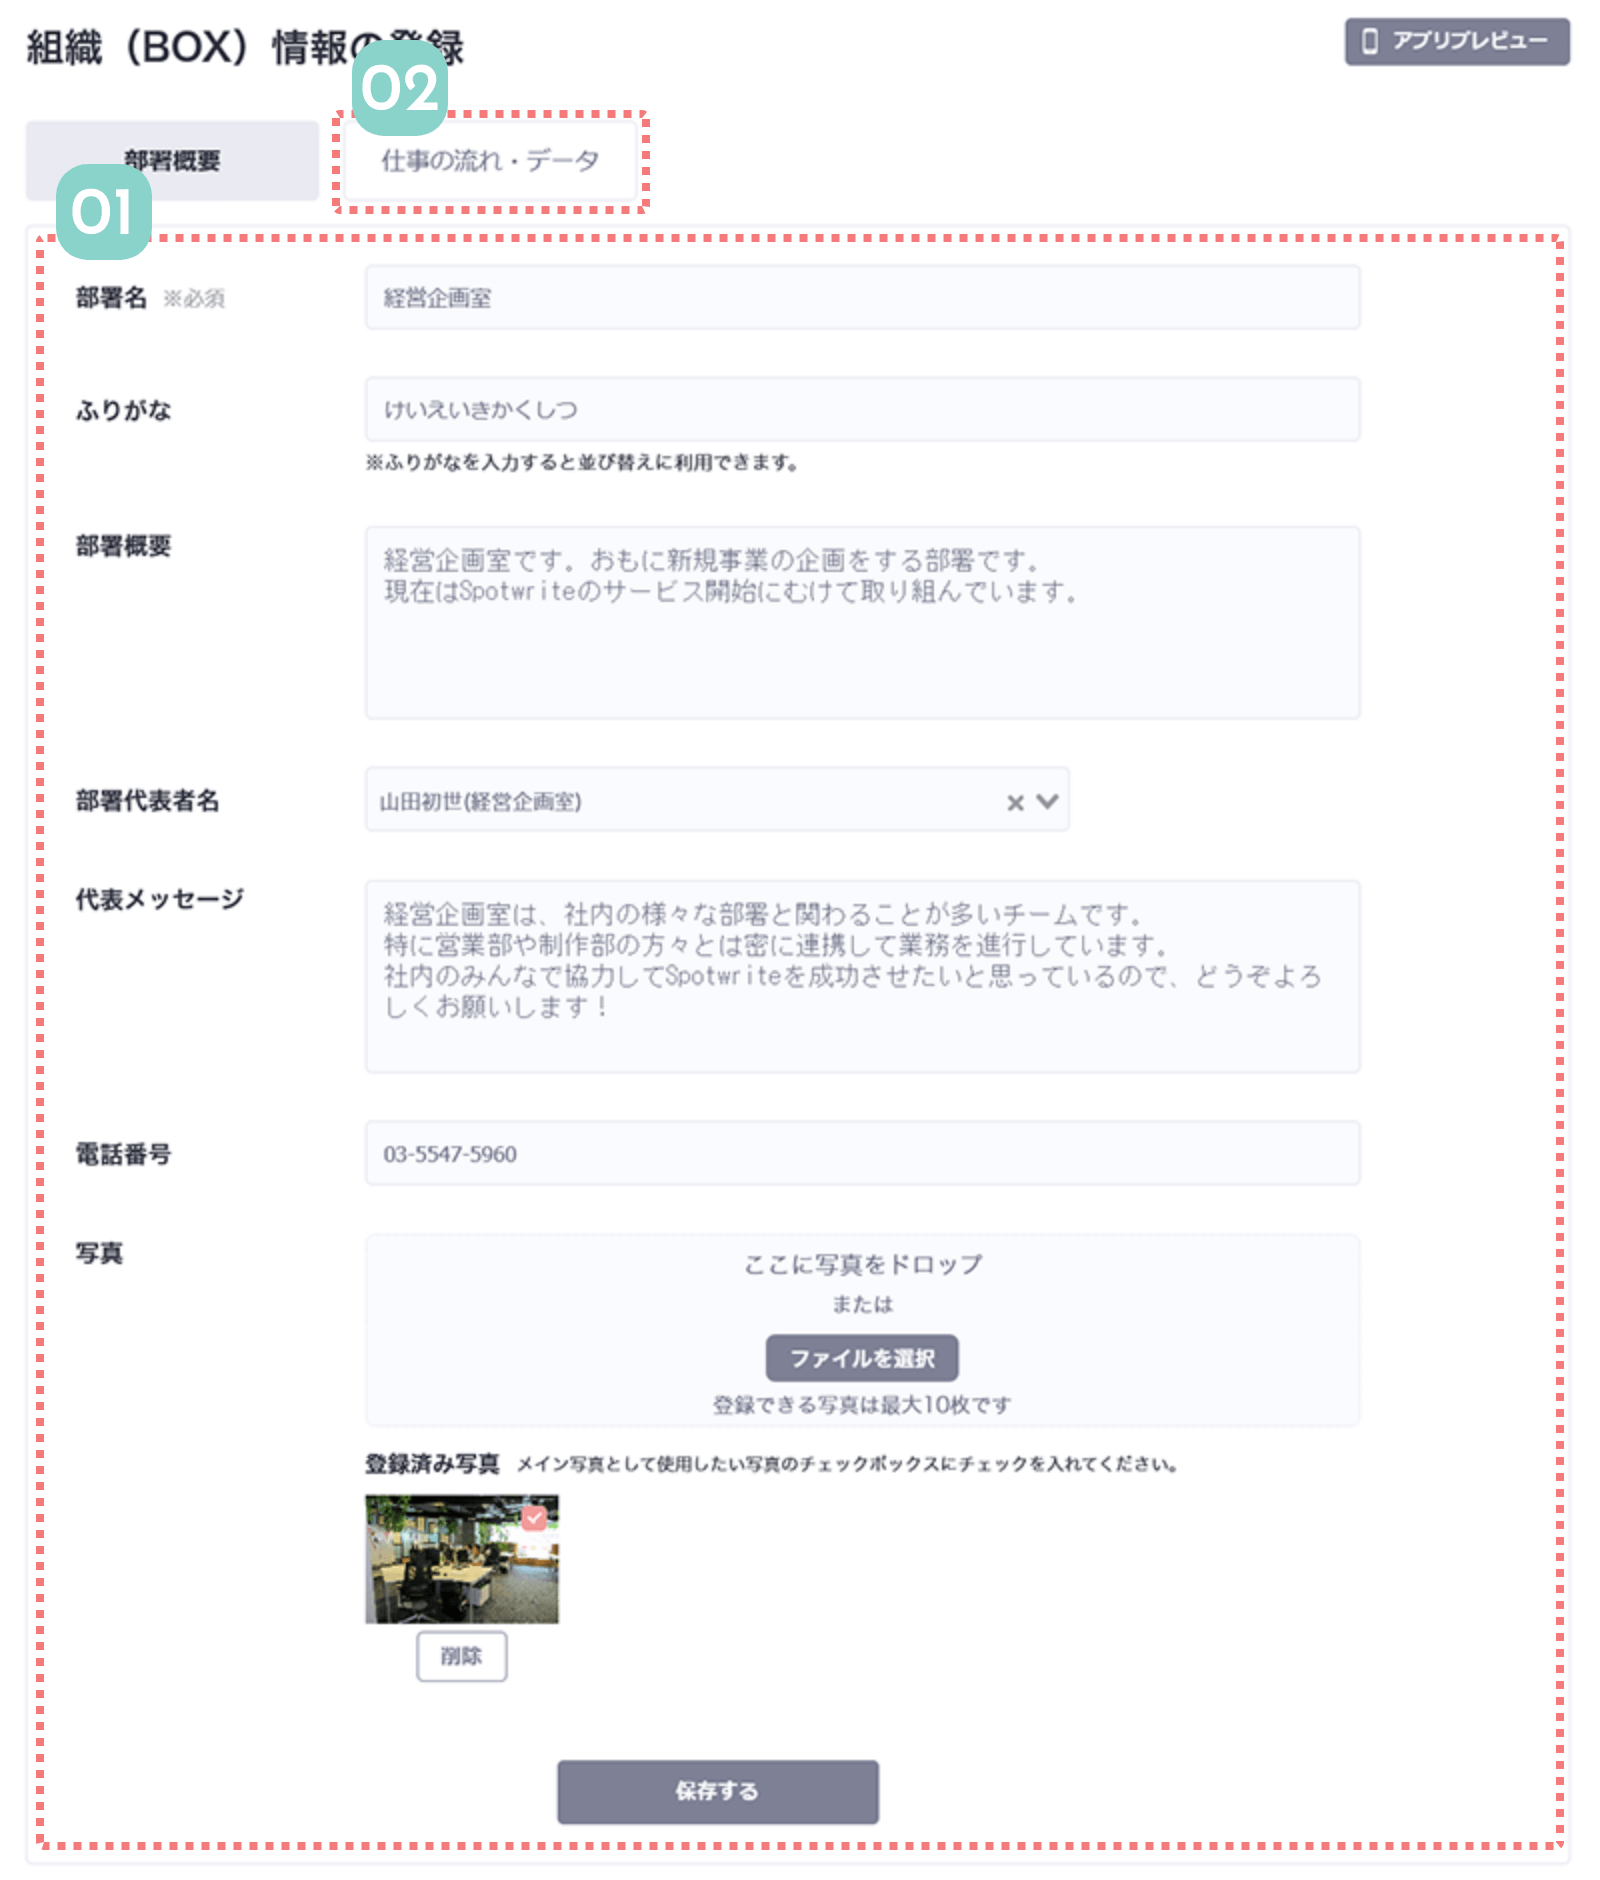 組織（BOX）情報の登録
アプリプレビュー
02
部署概要
仕事の流れ・データ
01
部署名 ※必須
経営企画室
ふりがな
けいえいきかくしつ
※ふりがなを入力すると並び替えに利用できます。
部署概要
経営企画室です。おもに新規事業の企画をする部署です。
現在はSpotwriteのサービス開始にむけて取り組んでいます。
部署代表者名
山田初世(経営企画室)
代表メッセージ
経営企画室は、社内の様々な部署と関わることが多いチームです。
特に営業部や制作部の方々とは密に連携して業務を進行しています。
社内のみんなで協力してSpotwriteを成功させたいと思っているので、どうぞよろ
しくお願いします！
電話番号
03-5547-5960
写真
ここに写真をドロップ
または
ファイルを選択
登録できる写真は最大10枚です
登録済み写真 メイン写真として使用したい写真のチェックボックスにチェックを入れてください。
削除
保存する